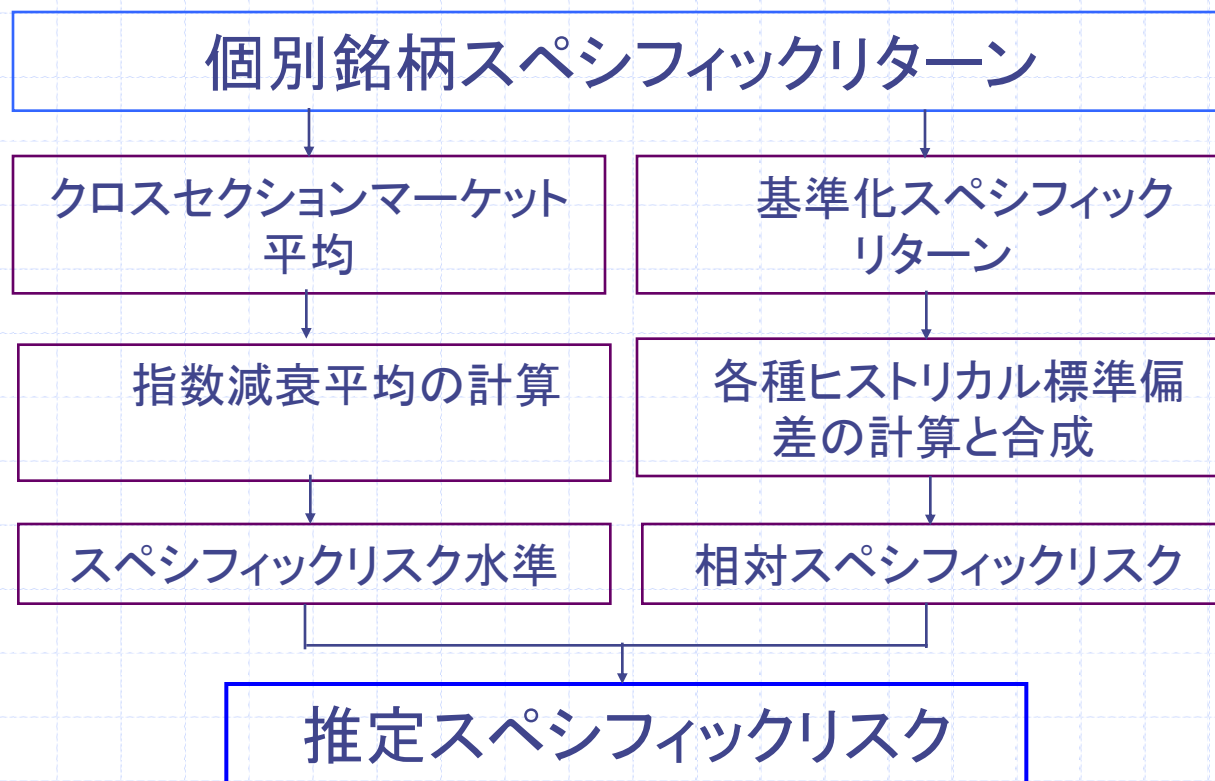 個別銘柄スペシフィックリターン
クロスセクションマーケット
平均
基準化スペシフィック
リターン
指数減衰平均の計算
各種ヒストリカル標準偏
差の計算と合成
スペシフィックリスク水準
相対スペシフィックリスク
推定スペシフィックリスク